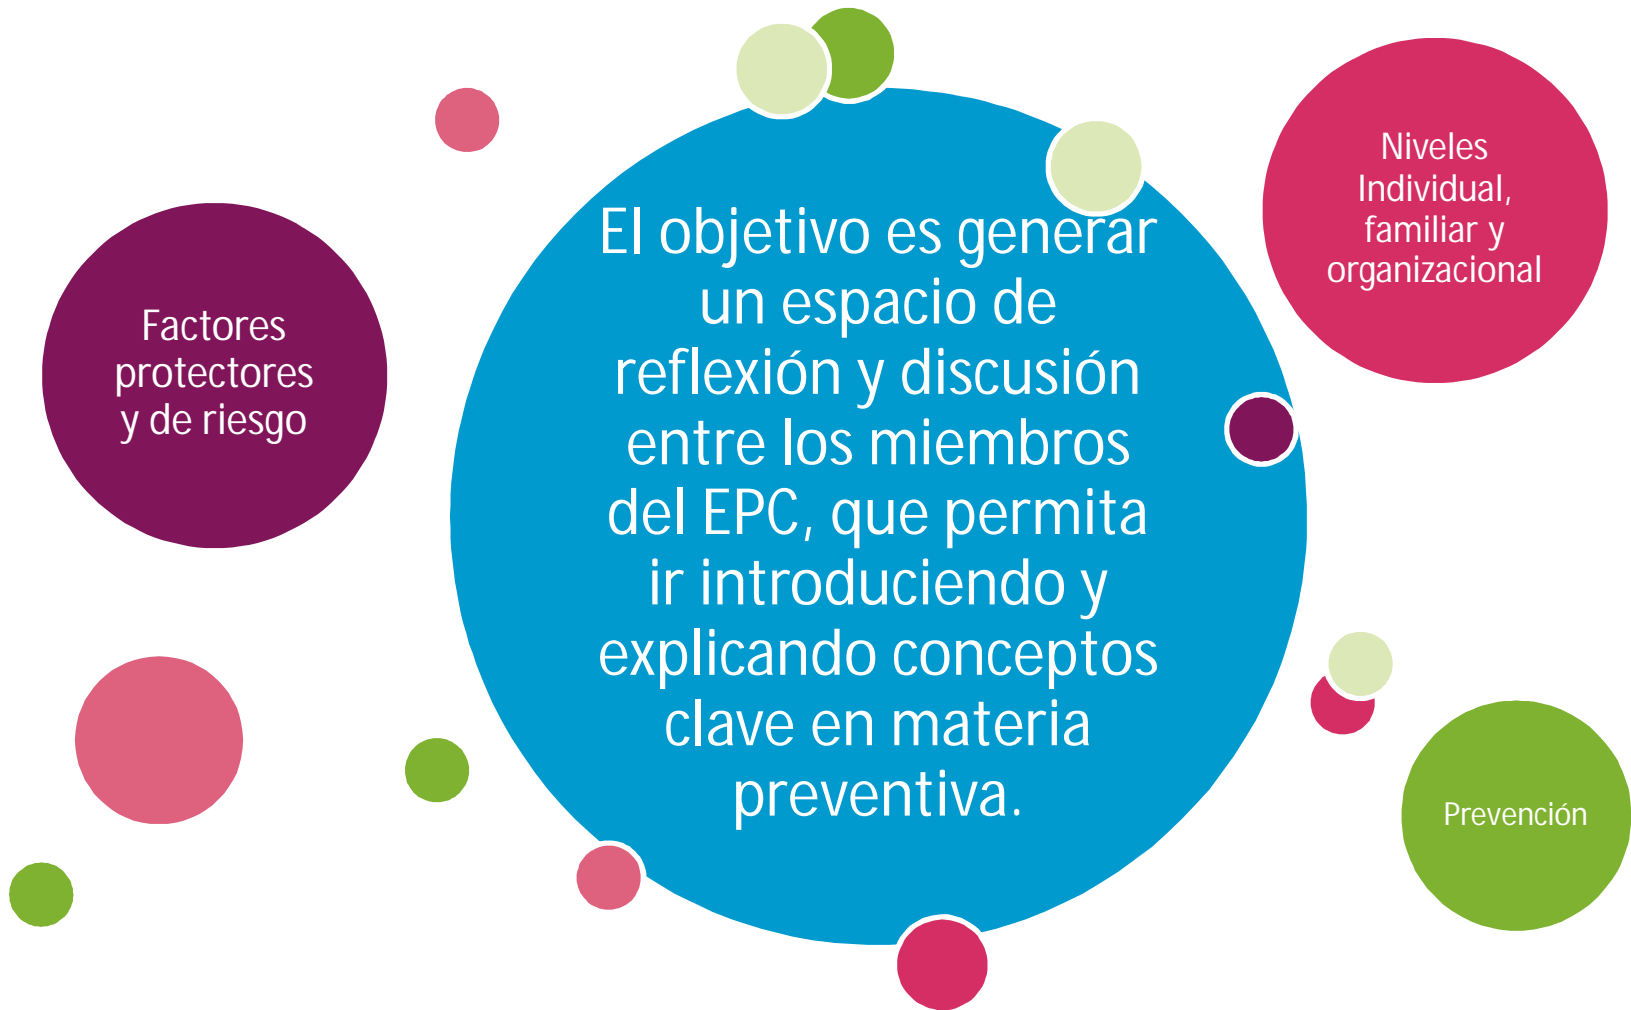 Factores
protectores
y de riesgo
El objetivo es generar
un espacio de
reflexión y discusión
entre los miembros
del EPC, que permita
ir introduciendo y
explicando conceptos
clave en materia
preventiva.
Niveles
Individual,
familiar y
organizacional
Prevención